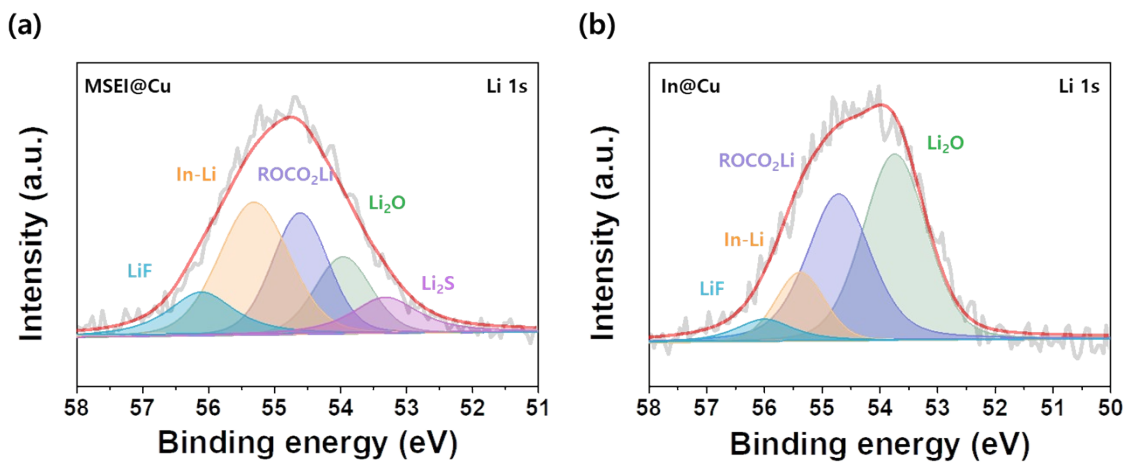 (a)
MSEI@Cu
Li 1s
In-Li
ROCO₂Li
Li₂O
LiF
Li₂S
Intensity (a.u.)
58 57 56 55 54 53 52 51
Binding energy (eV)
(b)
In@Cu
Li 1s
ROCO₂Li
Li₂O
In-Li
LiF
Intensity (a.u.)
58 57 56 55 54 53 52 51 50
Binding energy (eV)